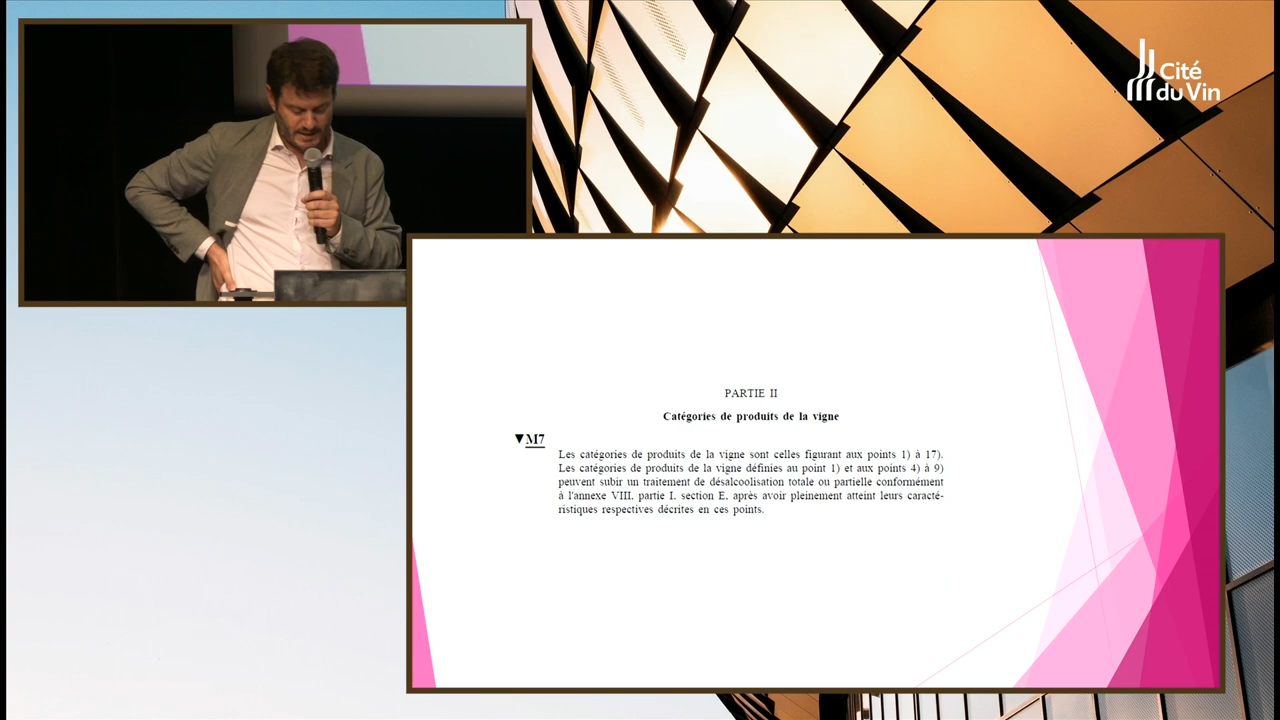 Cité
du Vin
PARTIE II
Catégories de produits de la vigne
▼M7
Les catégories de produits de la vigne sont celles figurant aux points 1) à 17).
Les catégories de produits de la vigne définies au point 1) et aux points 4) à 9)
peuvent subir un traitement de désalcoolisation totale ou partielle conformément
à l'annexe VIII, partie I, section E, après avoir pleinement atteint leurs caracté-
ristiques respectives décrites en ces points.